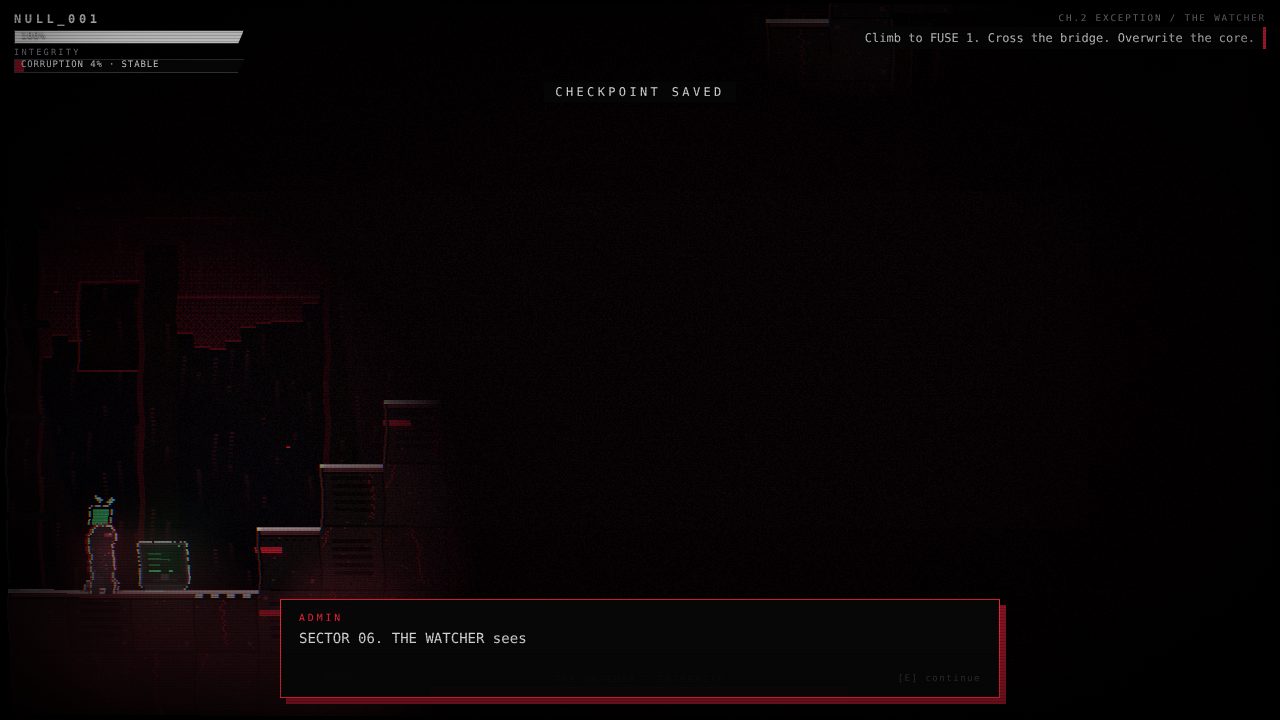 NULL_001
100%
INTEGRITY
CORRUPTION 4% · STABLE
CH.2 EXCEPTION / THE WATCHER
Climb to FUSE 1. Cross the bridge. Overwrite the core.
CHECKPOINT SAVED
ADMIN
SECTOR 06. THE WATCHER sees
[E] continue